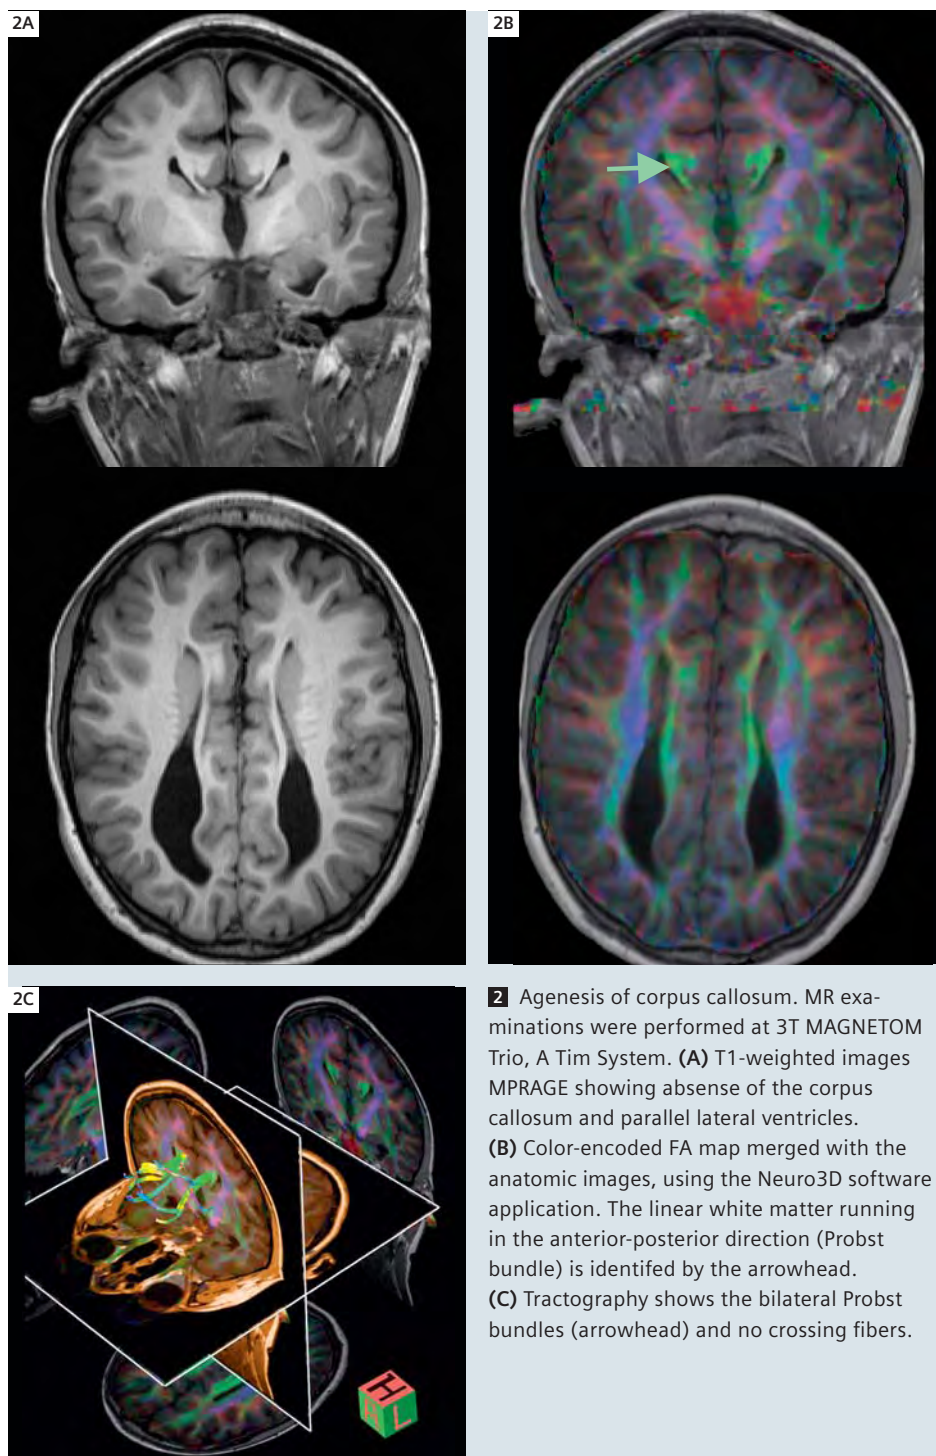 2A
2B
2C
2 Agenesis of corpus callosum. MR exa-
minations were performed at 3T MAGNETOM
Trio, A Tim System. (A) T1-weighted images
MPRAGE showing absense of the corpus
callosum and parallel lateral ventricles.
(B) Color-encoded FA map merged with the
anatomic images, using the Neuro3D software
application. The linear white matter running
in the anterior-posterior direction (Probst
bundle) is identifed by the arrowhead.
(C) Tractography shows the bilateral Probst
bundles (arrowhead) and no crossing fibers.
H
A
L